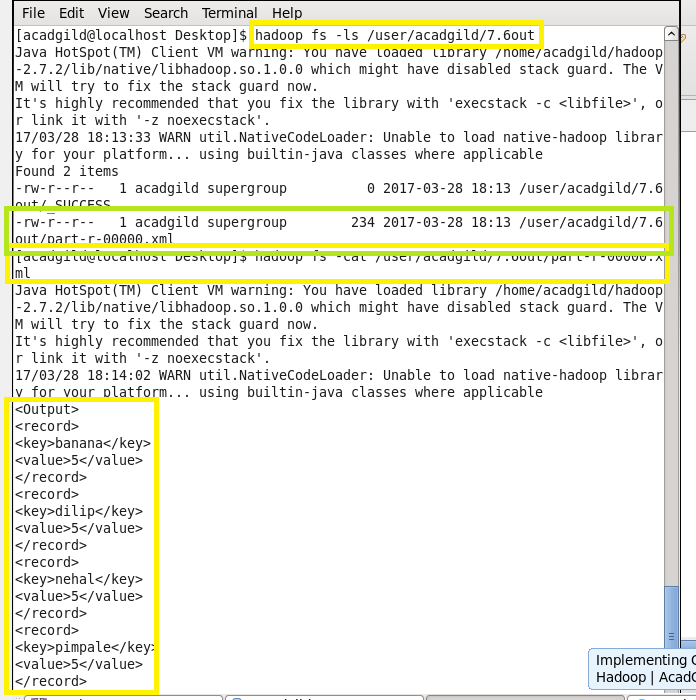 File Edit View Search Terminal Help
[acadgild@localhost Desktop]$ hadoop fs -ls /user/acadgild/7.6out
Java HotSpot(TM) Client VM warning: You have loaded library /home/acadgild/hadoop
-2.7.2/lib/native/libhadoop.so.1.0.0 which might have disabled stack guard. The V
M will try to fix the stack guard now.
It's highly recommended that you fix the library with 'execstack -c <libfile>', o
r link it with '-z noexecstack'.
17/03/28 18:13:33 WARN util.NativeCodeLoader: Unable to load native-hadoop librar
y for your platform... using builtin-java classes where applicable
Found 2 items
-rw-r--r--   1 acadgild supergroup          0 2017-03-28 18:13 /user/acadgild/7.6
out/_SUCCESS
-rw-r--r--   1 acadgild supergroup        234 2017-03-28 18:13 /user/acadgild/7.6
out/part-r-00000.xml
[acadgild@localhost Desktop]$ hadoop fs -cat /user/acadgild/7.6out/part-r-00000.x
ml
Java HotSpot(TM) Client VM warning: You have loaded library /home/acadgild/hadoop
-2.7.2/lib/native/libhadoop.so.1.0.0 which might have disabled stack guard. The V
M will try to fix the stack guard now.
It's highly recommended that you fix the library with 'execstack -c <libfile>', o
r link it with '-z noexecstack'.
17/03/28 18:14:02 WARN util.NativeCodeLoader: Unable to load native-hadoop librar
y for your platform... using builtin-java classes where applicable
<Output>
<record>
<key>banana</key>
<value>5</value>
</record>
<record>
<key>dilip</key>
<value>5</value>
</record>
<record>
<key>nehal</key>
<value>5</value>
</record>
<record>
<key>pimpale</key>
<value>5</value>
</record>
Implementing C
Hadoop | AcadG